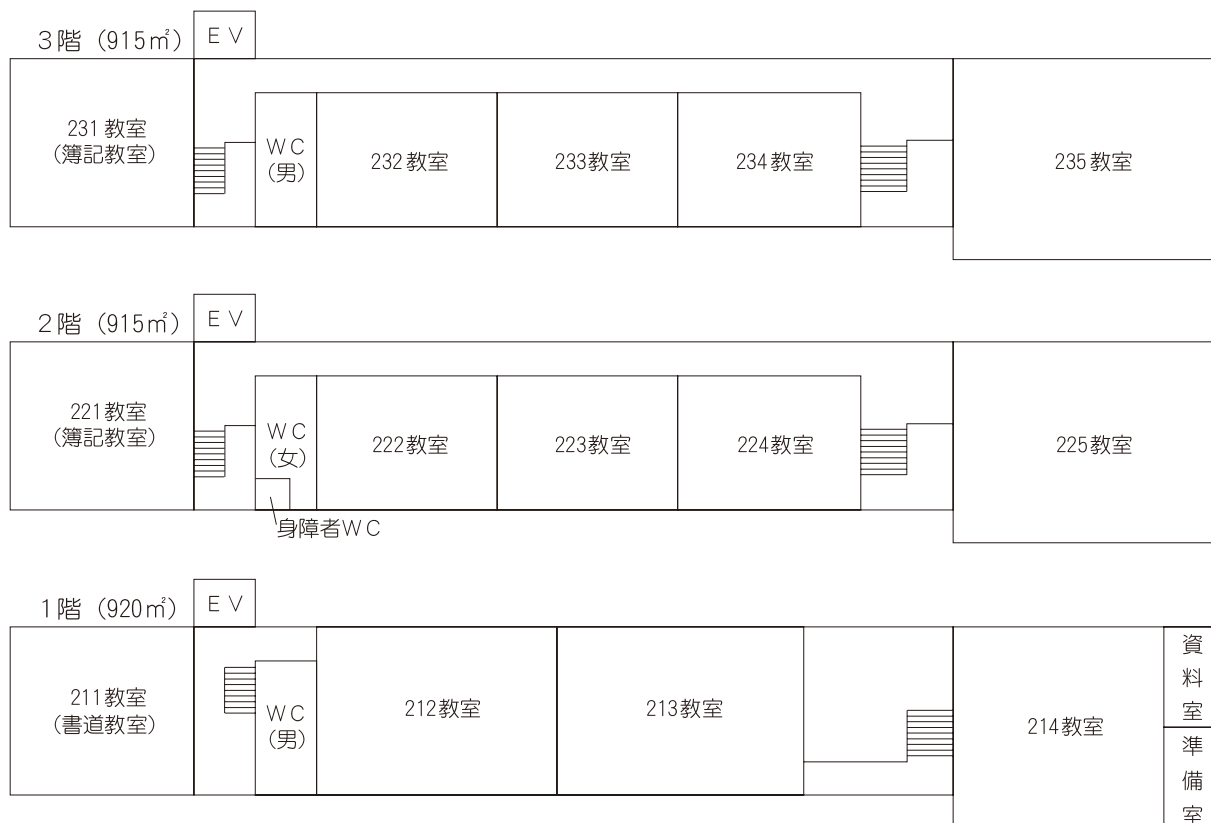 3階 (915㎡)
ＥＶ
231教室
(簿記教室)
ＷＣ
(男)
232教室
233教室
234教室
235教室
2階 (915㎡)
ＥＶ
221教室
(簿記教室)
ＷＣ
(女)
222教室
223教室
224教室
225教室
身障者ＷＣ
1階 (920㎡)
ＥＶ
211教室
(書道教室)
ＷＣ
(男)
212教室
213教室
214教室
資料室
準備室